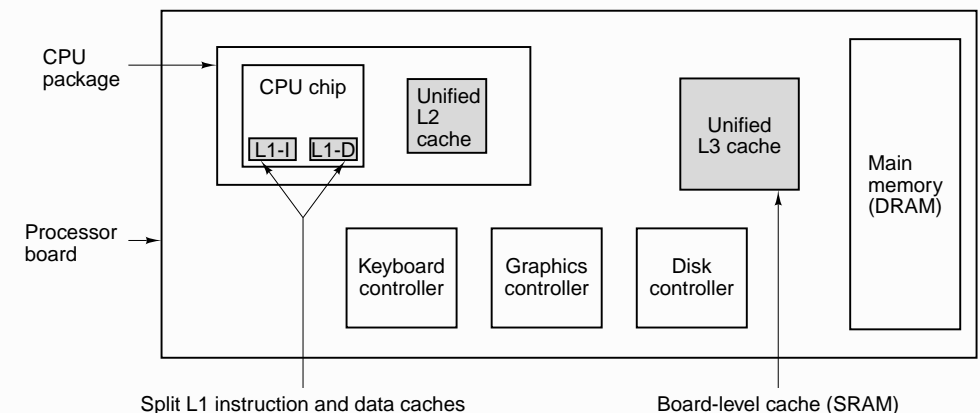 CPU
package
CPU chip
L1-I
L1-D
Unified
L2
cache
Unified
L3 cache
Main
memory
(DRAM)
Processor
board
Keyboard
controller
Graphics
controller
Disk
controller
Split L1 instruction and data caches
Board-level cache (SRAM)